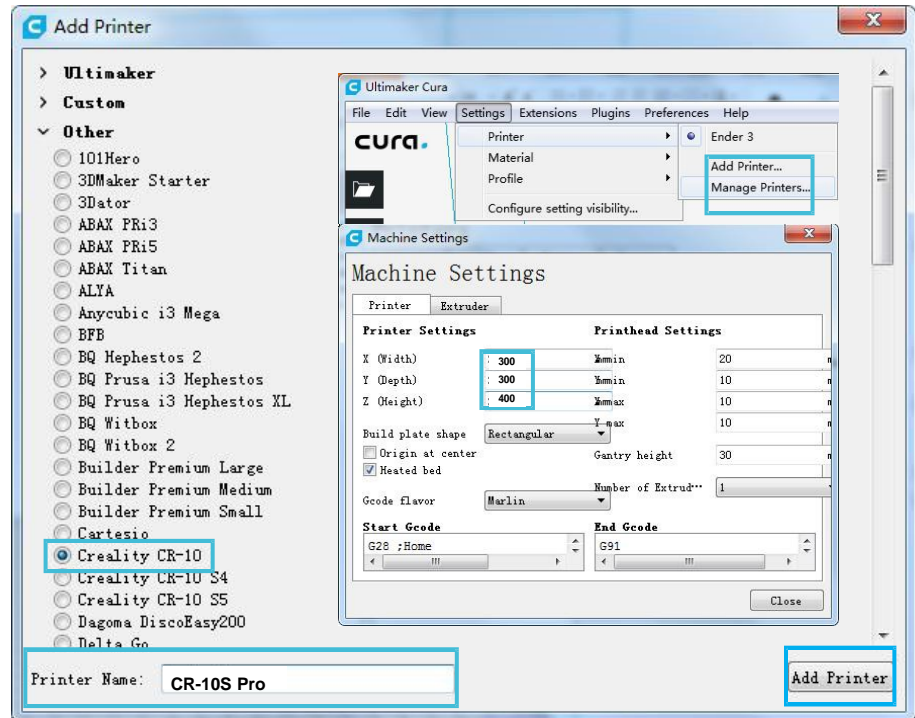 Add Printer
Ultimaker
Custom
Other
101Hero
3DMaker Starter
3Dator
ABAX PRi3
ABAX PRi5
ABAX Titan
ALYA
Anycubic i3 Mega
BFB
BQ Hephestos 2
BQ Prusa i3 Hephestos
BQ Prusa i3 Hephestos XL
BQ Witbox
BQ Witbox 2
Builder Premium Large
Builder Premium Medium
Builder Premium Small
Cartesio
Creality CR-10
Creality CR-10 S4
Creality CR-10 S5
Dagoma DiscoEasy200
Delta Go
Printer Name: CR-10S Pro
Add Printer
Ultimaker Cura
File Edit View Settings Extensions Plugins Preferences Help
cura.
Printer
Material
Profile
Configure setting visibility...
Ender 3
Add Printer...
Manage Printers...
Machine Settings
Machine Settings
Printer Extruder
Printer Settings Printhead Settings
X (Width) 300 20
Y (Depth) 300 10
Z (Height) 400 10
Y max 10
Build plate shape Rectangular
Origin at center
Gantry height 30
Heated bed
Number of Extrud··· 1
Gcode flavor Marlin
Start Gcode End Gcode
G28 ;Home G91
Close